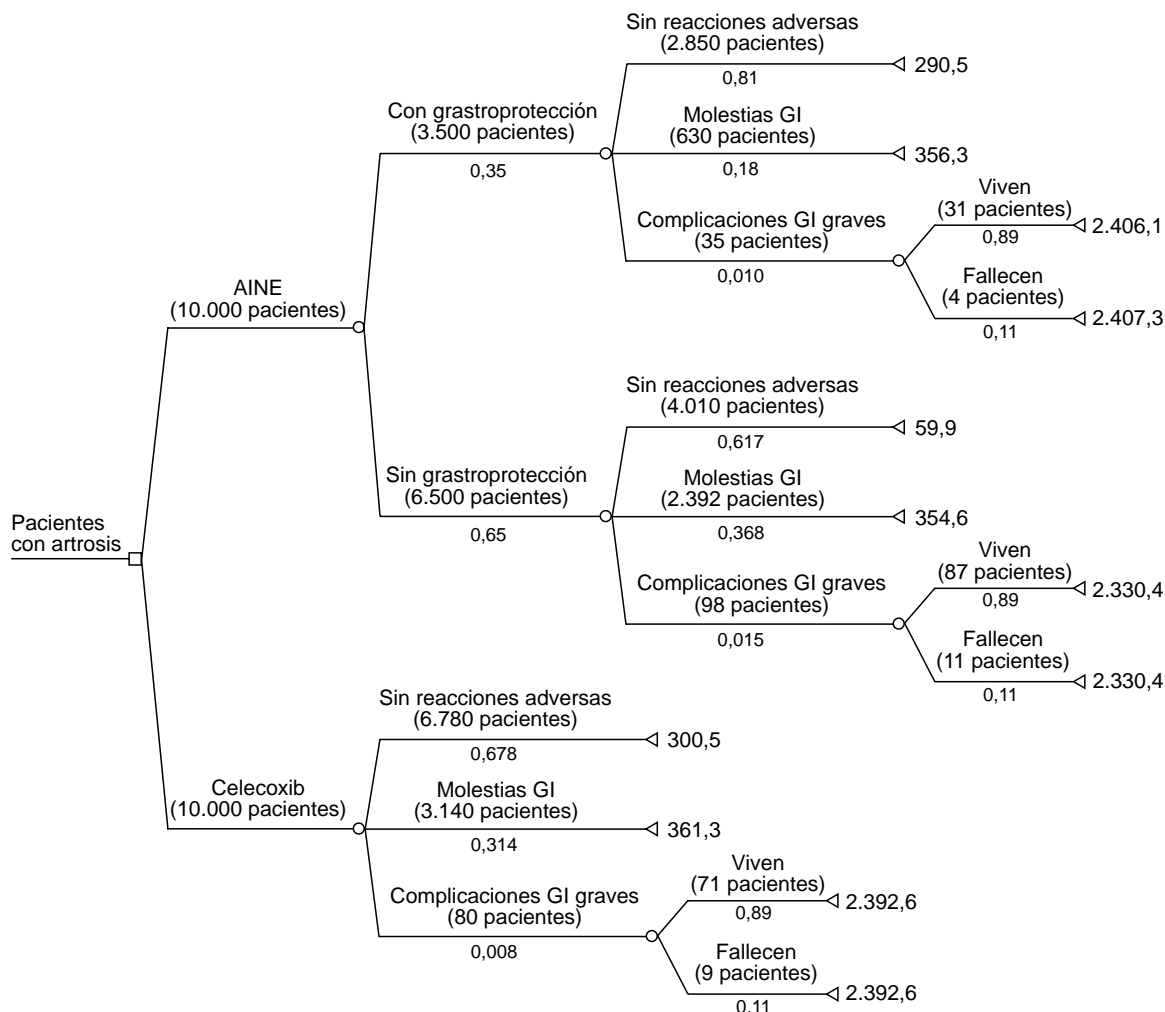 Sin reacciones adversas
(2.850 pacientes)
0,81
290,5
Con grastroprotección
(3.500 pacientes)
0,35
Molestias GI
(630 pacientes)
0,18
356,3
Complicaciones GI graves
(35 pacientes)
0,010
Viven
(31 pacientes)
0,89
2.406,1
Fallecen
(4 pacientes)
0,11
2.407,3
AINE
(10.000 pacientes)
Sin reacciones adversas
(4.010 pacientes)
0,617
59,9
Sin grastroprotección
(6.500 pacientes)
0,65
Molestias GI
(2.392 pacientes)
0,368
354,6
Complicaciones GI graves
(98 pacientes)
0,015
Viven
(87 pacientes)
0,89
2.330,4
Fallecen
(11 pacientes)
0,11
2.330,4
Pacientes
con artrosis
Sin reacciones adversas
(6.780 pacientes)
0,678
300,5
Celecoxib
(10.000 pacientes)
Molestias GI
(3.140 pacientes)
0,314
361,3
Complicaciones GI graves
(80 pacientes)
0,008
Viven
(71 pacientes)
0,89
2.392,6
Fallecen
(9 pacientes)
0,11
2.392,6